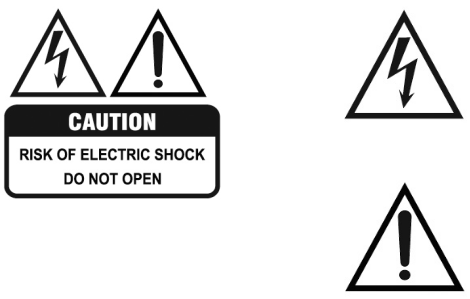 CAUTION
RISK OF ELECTRIC SHOCK
DO NOT OPEN